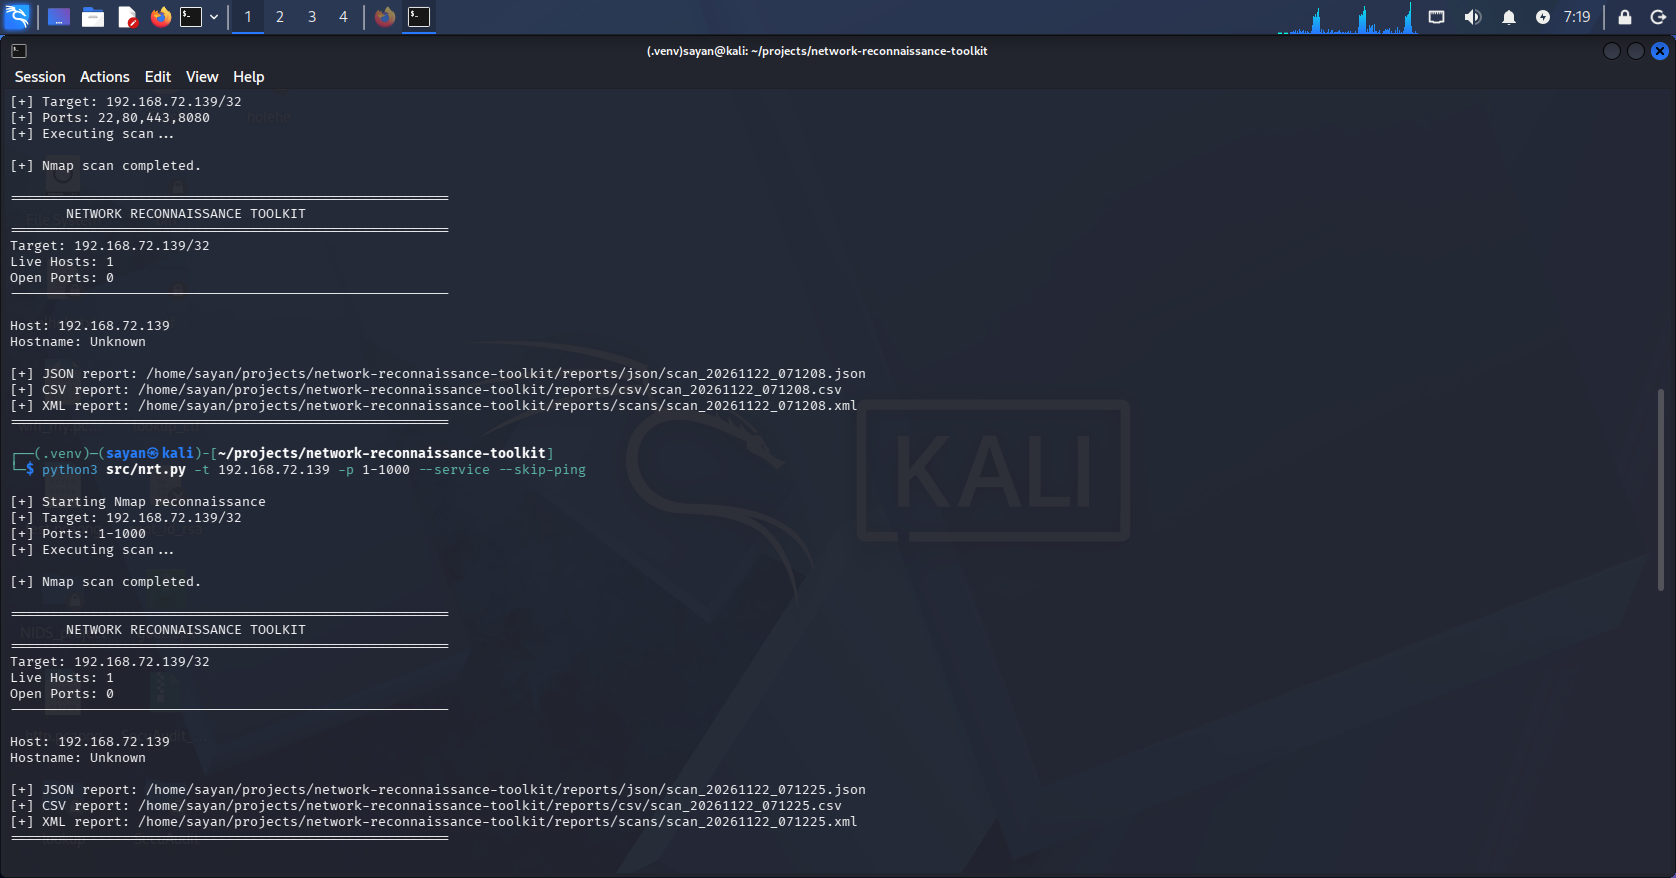 1 2 3 4 7:19
(.venv)sayan@kali: ~/projects/network-reconnaissance-toolkit
Session Actions Edit View Help
[+] Target: 192.168.72.139/32
[+] Ports: 22,80,443,8080
[+] Executing scan...
[+] Nmap scan completed.
NETWORK RECONNAISSANCE TOOLKIT
Target: 192.168.72.139/32
Live Hosts: 1
Open Ports: 0
Host: 192.168.72.139
Hostname: Unknown
[+] JSON report: /home/sayan/projects/network-reconnaissance-toolkit/reports/json/scan_20261122_071208.json
[+] CSV report: /home/sayan/projects/network-reconnaissance-toolkit/reports/csv/scan_20261122_071208.csv
[+] XML report: /home/sayan/projects/network-reconnaissance-toolkit/reports/scans/scan_20261122_071208.xml
(.venv)-(sayan㉿kali)-[~/projects/network-reconnaissance-toolkit]
$ python3 src/nrt.py -t 192.168.72.139 -p 1-1000 --service --skip-ping
[+] Starting Nmap reconnaissance
[+] Target: 192.168.72.139/32
[+] Ports: 1-1000
[+] Executing scan...
[+] Nmap scan completed.
NETWORK RECONNAISSANCE TOOLKIT
Target: 192.168.72.139/32
Live Hosts: 1
Open Ports: 0
Host: 192.168.72.139
Hostname: Unknown
[+] JSON report: /home/sayan/projects/network-reconnaissance-toolkit/reports/json/scan_20261122_071225.json
[+] CSV report: /home/sayan/projects/network-reconnaissance-toolkit/reports/csv/scan_20261122_071225.csv
[+] XML report: /home/sayan/projects/network-reconnaissance-toolkit/reports/scans/scan_20261122_071225.xml
KALI